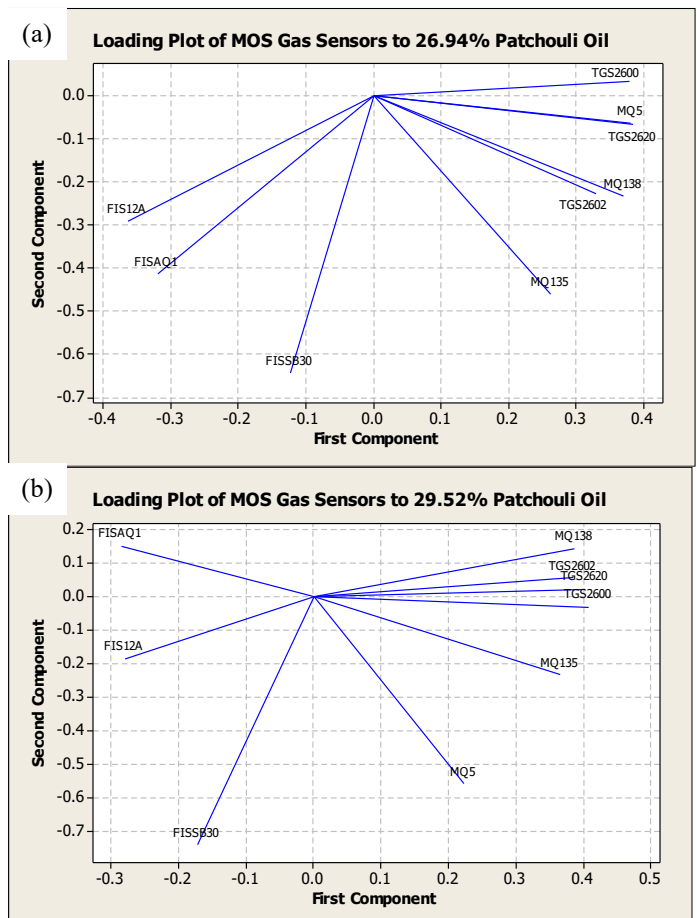 (a)
Loading Plot of MOS Gas Sensors to 26.94% Patchouli Oil
TGS2600
0.0
MQ5
-0.1
TGS2620
-0.2
MQ138
FIS12A
TGS2602
-0.3
FISAQ1
-0.4
MQ135
-0.5
-0.6
FISSB30
-0.7
Second Component
-0.4 -0.3 -0.2 -0.1 0.0 0.1 0.2 0.3 0.4
First Component
(b)
Loading Plot of MOS Gas Sensors to 29.52% Patchouli Oil
0.2
FISAQ1
MQ138
0.1
TGS2602
TGS2620
0.0
TGS2600
-0.1
FIS12A
-0.2
MQ135
-0.3
-0.4
-0.5
MQ5
-0.6
FISSB30
-0.7
Second Component
-0.3 -0.2 -0.1 0.0 0.1 0.2 0.3 0.4 0.5
First Component